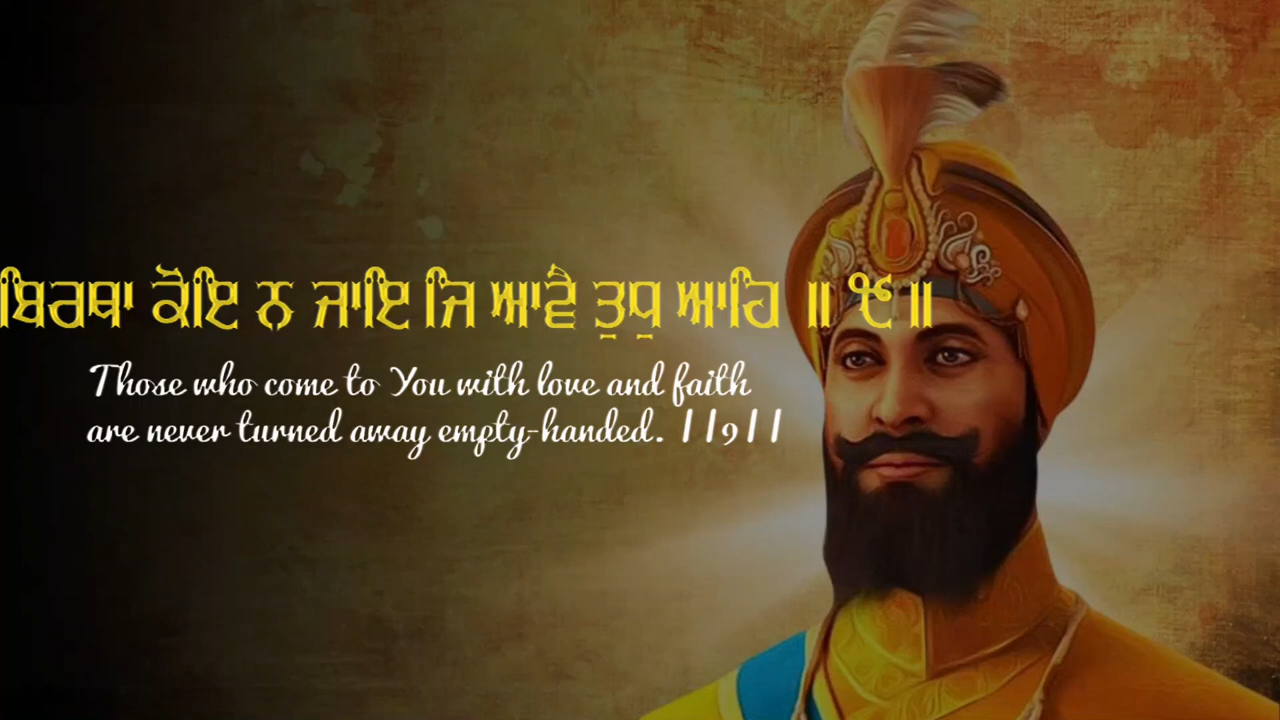 ਬਿਰਥਾ ਕੋਇ ਨ ਜਾਇ ਜਿ ਆਵੈ ਤੁਧੁ ਆਹਿ ॥੯॥
Those who come to You with love and faith
are never turned away empty-handed. ||9||